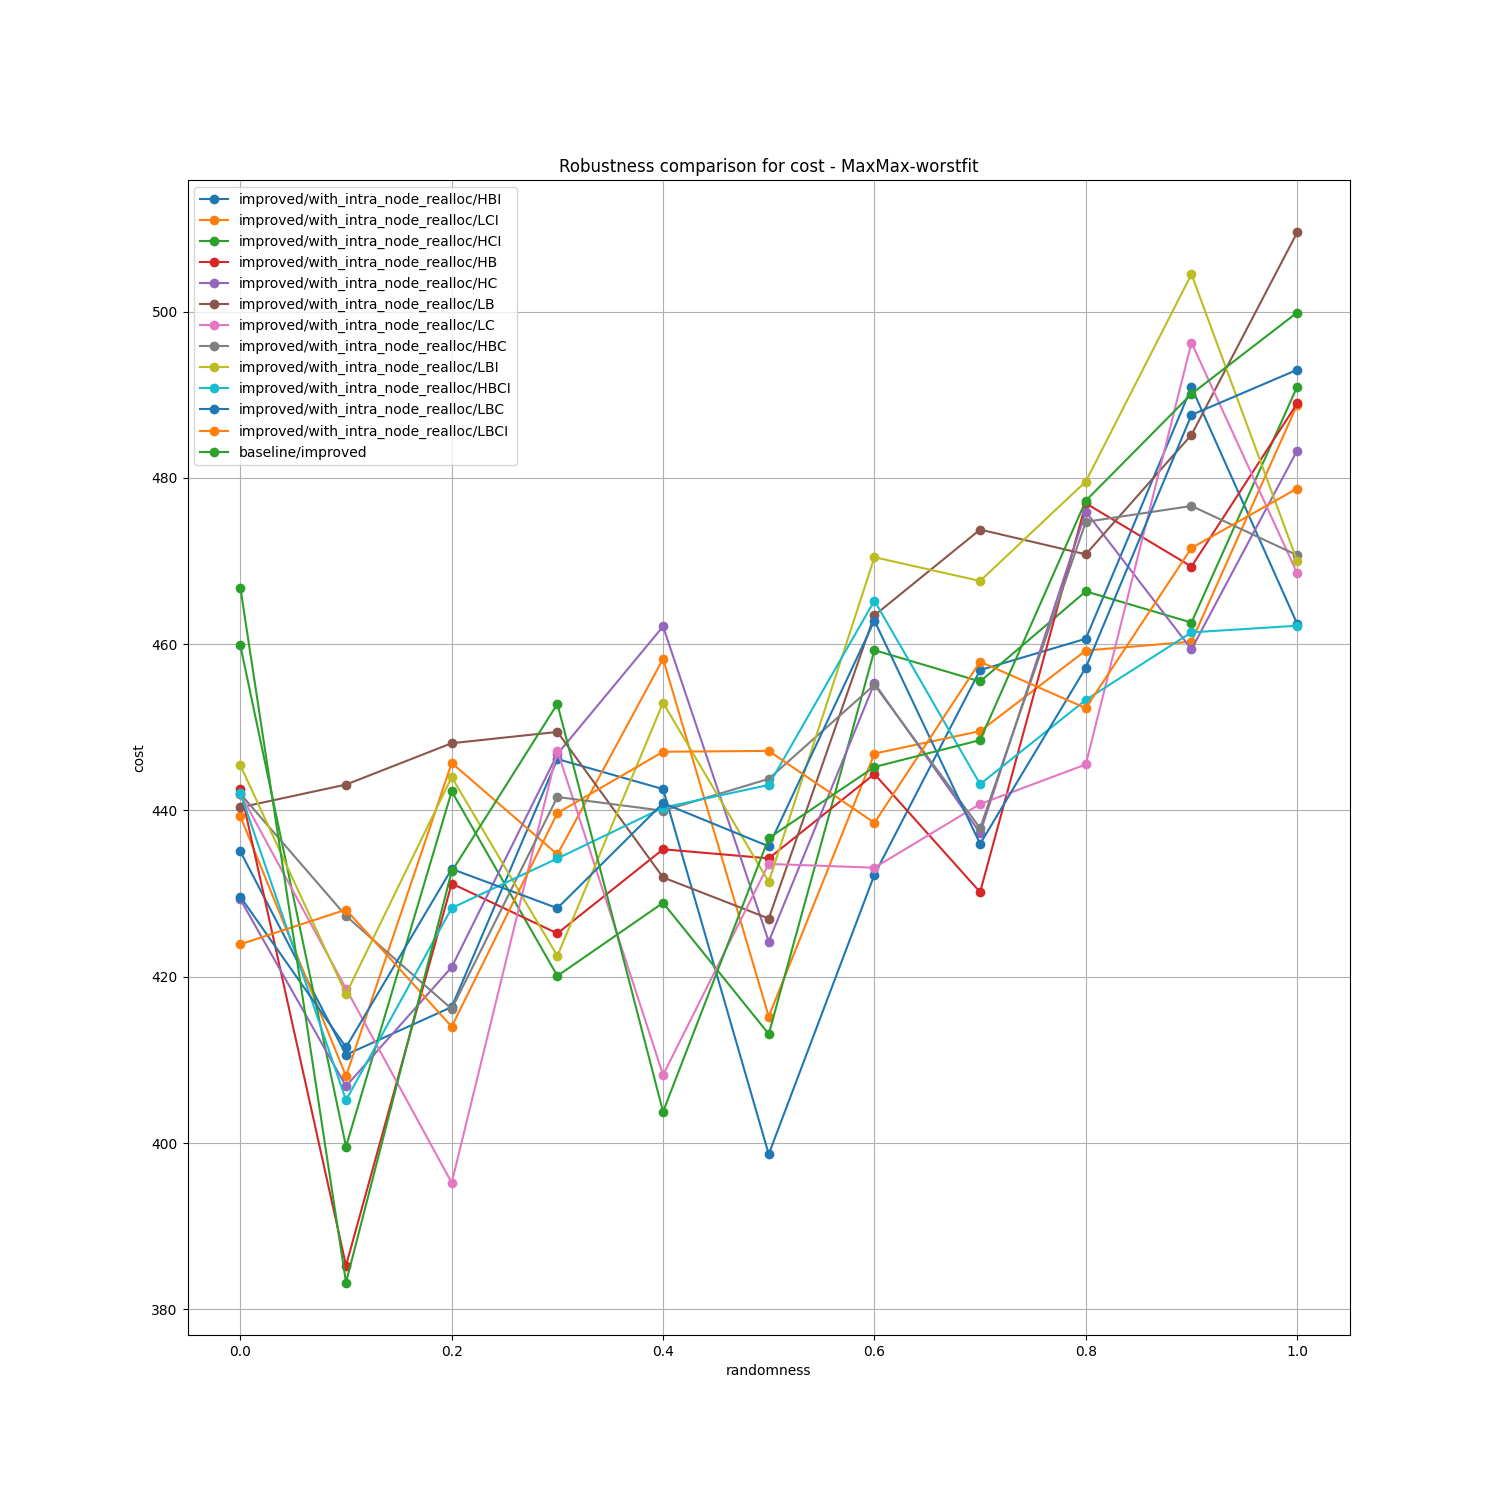 Robustness comparison for cost - MaxMax-worstfit
improved/with_intra_node_realloc/HBI
improved/with_intra_node_realloc/LCI
improved/with_intra_node_realloc/HCI
improved/with_intra_node_realloc/HB
improved/with_intra_node_realloc/HC
improved/with_intra_node_realloc/LB
improved/with_intra_node_realloc/LC
improved/with_intra_node_realloc/HBC
improved/with_intra_node_realloc/LBI
improved/with_intra_node_realloc/HBCI
improved/with_intra_node_realloc/LBC
improved/with_intra_node_realloc/LBCI
baseline/improved
500
480
460
440
420
400
380
cost
0.0 0.2 0.4 0.6 0.8 1.0
randomness